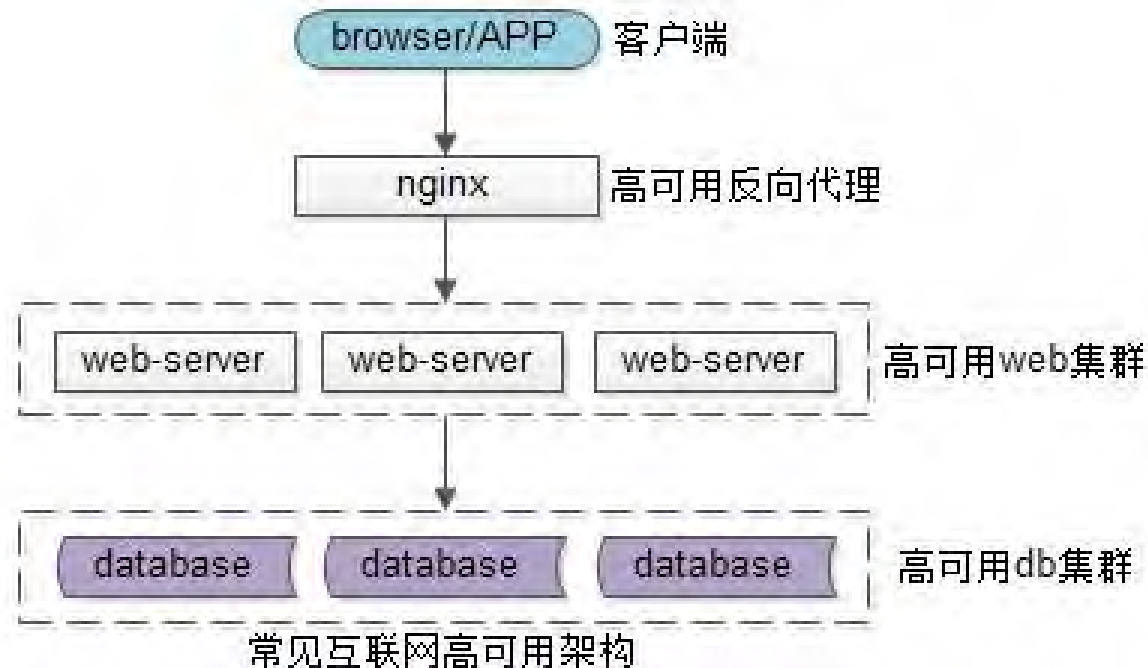 browser/APP 客户端
nginx 高可用反向代理
web-server web-server web-server 高可用web集群
database database database 高可用db集群
常见互联网高可用架构